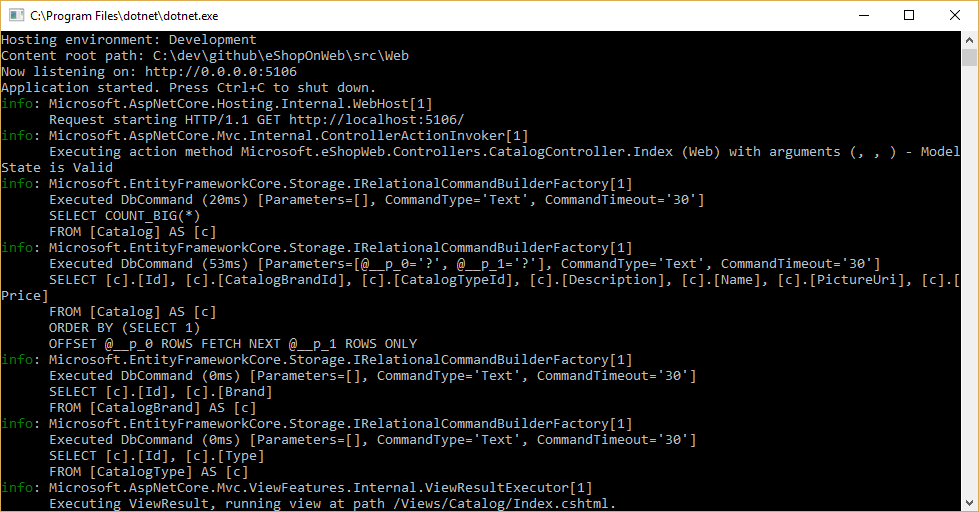 C:\Program Files\dotnet\dotnet.exe
Hosting environment: Development
Content root path: C:\dev\github\eShopOnWeb\src\Web
Now listening on: http://0.0.0.0:5106
Application started. Press Ctrl+C to shut down.
info: Microsoft.AspNetCore.Hosting.Internal.WebHost[1]
      Request starting HTTP/1.1 GET http://localhost:5106/
info: Microsoft.AspNetCore.Mvc.Internal.ControllerActionInvoker[1]
      Executing action method Microsoft.eShopWeb.Controllers.CatalogController.Index (Web) with arguments (, , ) - Model
State is Valid
info: Microsoft.EntityFrameworkCore.Storage.IRelationalCommandBuilderFactory[1]
      Executed DbCommand (20ms) [Parameters=[], CommandType='Text', CommandTimeout='30']
      SELECT COUNT_BIG(*)
      FROM [Catalog] AS [c]
info: Microsoft.EntityFrameworkCore.Storage.IRelationalCommandBuilderFactory[1]
      Executed DbCommand (53ms) [Parameters=[@__p_0='?', @__p_1='?'], CommandType='Text', CommandTimeout='30']
      SELECT [c].[Id], [c].[CatalogBrandId], [c].[CatalogTypeId], [c].[Description], [c].[Name], [c].[PictureUri], [c].[
Price]
      FROM [Catalog] AS [c]
      ORDER BY (SELECT 1)
      OFFSET @__p_0 ROWS FETCH NEXT @__p_1 ROWS ONLY
info: Microsoft.EntityFrameworkCore.Storage.IRelationalCommandBuilderFactory[1]
      Executed DbCommand (0ms) [Parameters=[], CommandType='Text', CommandTimeout='30']
      SELECT [c].[Id], [c].[Brand]
      FROM [CatalogBrand] AS [c]
info: Microsoft.EntityFrameworkCore.Storage.IRelationalCommandBuilderFactory[1]
      Executed DbCommand (0ms) [Parameters=[], CommandType='Text', CommandTimeout='30']
      SELECT [c].[Id], [c].[Type]
      FROM [CatalogType] AS [c]
info: Microsoft.AspNetCore.Mvc.ViewFeatures.Internal.ViewResultExecutor[1]
      Executing ViewResult, running view at path /Views/Catalog/Index.cshtml.